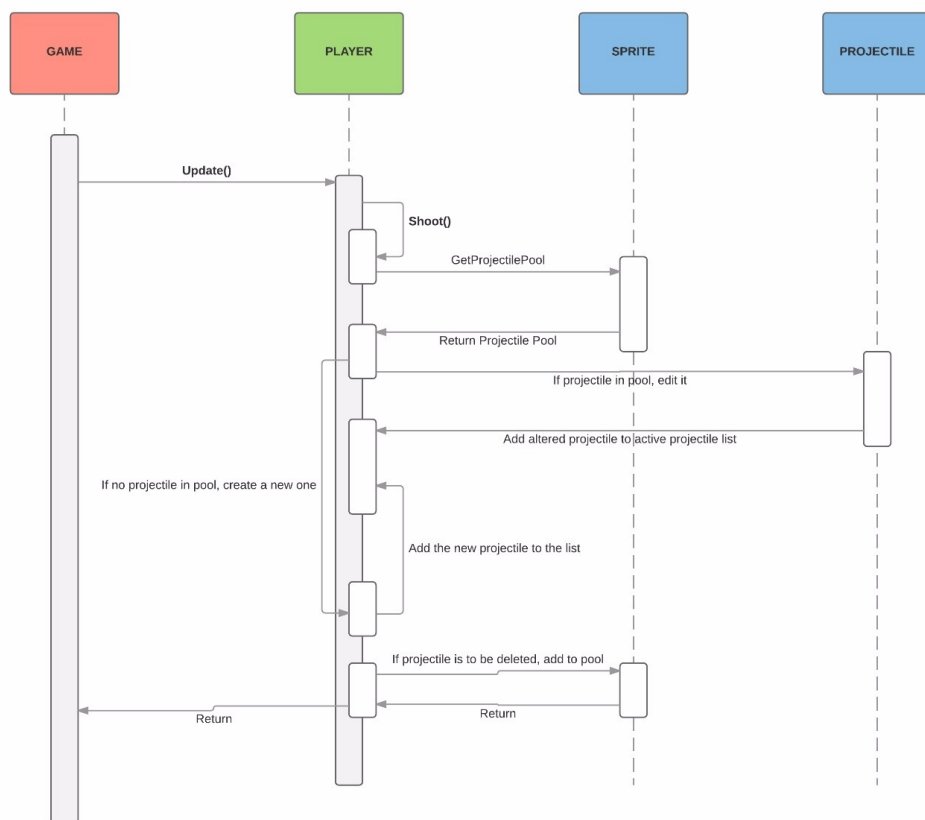 GAME
PLAYER
SPRITE
PROJECTILE
Update()
Shoot()
GetProjectilePool
Return Projectile Pool
If projectile in pool, edit it
Add altered projectile to active projectile list
If no projectile in pool, create a new one
Add the new projectile to the list
If projectile is to be deleted, add to pool
Return
Return